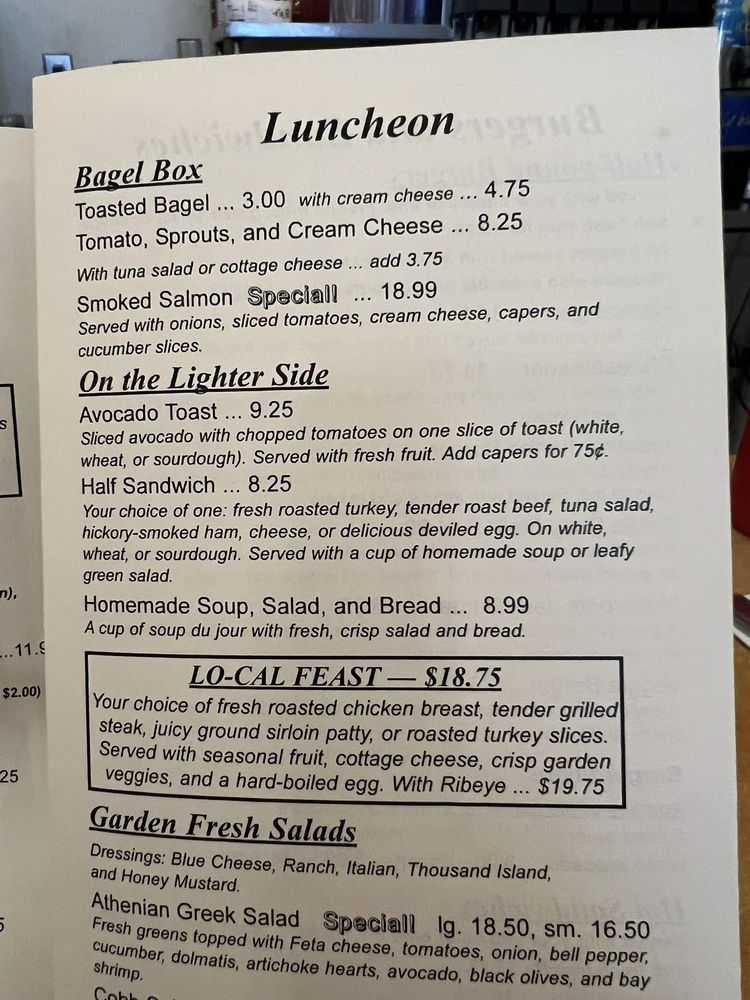 Luncheon
Bagel Box
Toasted Bagel ... 3.00 with cream cheese ... 4.75
Tomato, Sprouts, and Cream Cheese ... 8.25
With tuna salad or cottage cheese ... add 3.75
Smoked Salmon Special! ... 18.99
Served with onions, sliced tomatoes, cream cheese, capers, and
cucumber slices.
On the Lighter Side
Avocado Toast ... 9.25
Sliced avocado with chopped tomatoes on one slice of toast (white,
wheat, or sourdough). Served with fresh fruit. Add capers for 75¢.
Half Sandwich ... 8.25
Your choice of one: fresh roasted turkey, tender roast beef, tuna salad,
hickory-smoked ham, cheese, or delicious deviled egg. On white,
wheat, or sourdough. Served with a cup of homemade soup or leafy
green salad.
Homemade Soup, Salad, and Bread ... 8.99
A cup of soup du jour with fresh, crisp salad and bread.
LO-CAL FEAST — $18.75
Your choice of fresh roasted chicken breast, tender grilled
steak, juicy ground sirloin patty, or roasted turkey slices.
Served with seasonal fruit, cottage cheese, crisp garden
veggies, and a hard-boiled egg. With Ribeye ... $19.75
Garden Fresh Salads
Dressings: Blue Cheese, Ranch, Italian, Thousand Island,
and Honey Mustard.
Athenian Greek Salad Special! lg. 18.50, sm. 16.50
Fresh greens topped with Feta cheese, tomatoes, onion, bell pepper,
cucumber, dolmatis, artichoke hearts, avocado, black olives, and bay
shrimp.
$2.00)